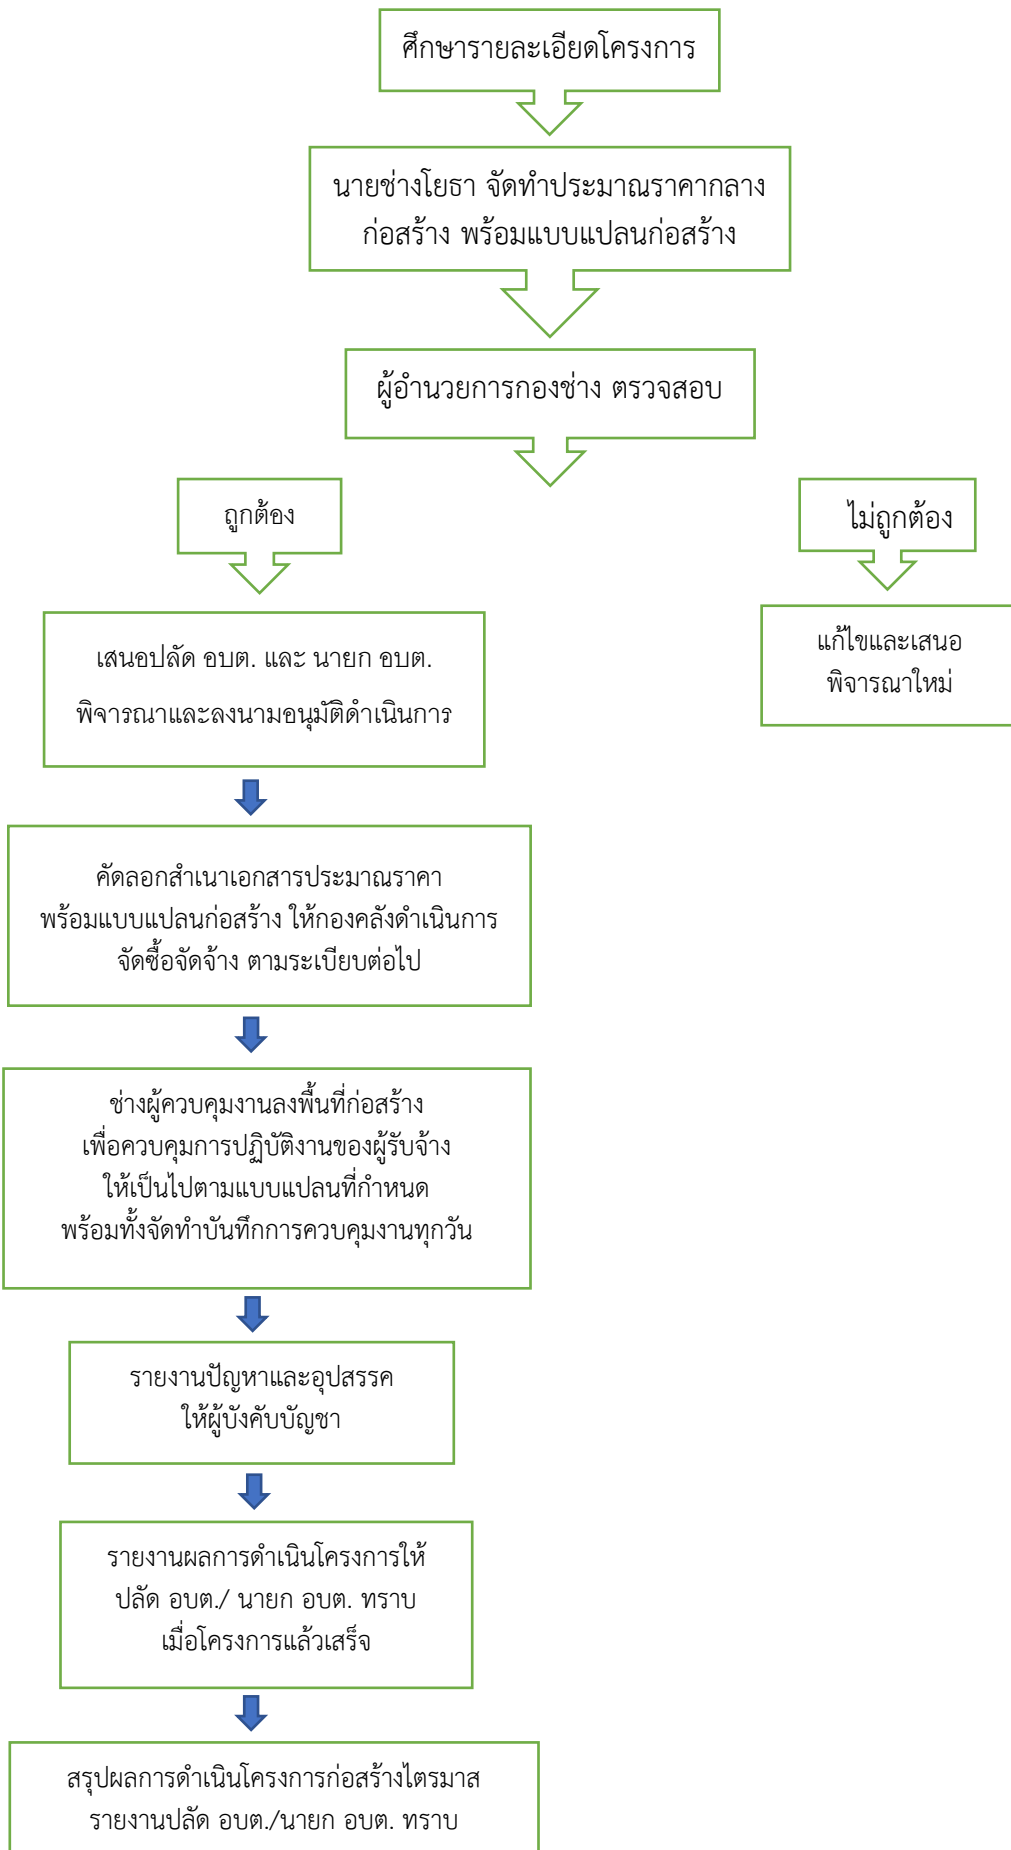 ศึกษารายละเอียดโครงการ
นายช่างโยธา จัดทำประมาณราคากลาง
ก่อสร้าง พร้อมแบบแปลนก่อสร้าง
ผู้อำนวยการกองช่าง ตรวจสอบ
ถูกต้อง
ไม่ถูกต้อง
เสนอปลัด อบต. และ นายก อบต.
พิจารณาและลงนามอนุมัติดำเนินการ
แก้ไขและเสนอ
พิจารณาใหม่
คัดลอกสำเนาเอกสารประมาณราคา
พร้อมแบบแปลนก่อสร้าง ให้กองคลังดำเนินการ
จัดซื้อจัดจ้าง ตามระเบียบต่อไป
ช่างผู้ควบคุมงานลงพื้นที่ก่อสร้าง
เพื่อควบคุมการปฏิบัติงานของผู้รับจ้าง
ให้เป็นไปตามแบบแปลนที่กำหนด
พร้อมทั้งจัดทำบันทึกการควบคุมงานทุกวัน
รายงานปัญหาและอุปสรรค
ให้ผู้บังคับบัญชา
รายงานผลการดำเนินโครงการให้
ปลัด อบต./ นายก อบต. ทราบ
เมื่อโครงการแล้วเสร็จ
สรุปผลการดำเนินโครงการก่อสร้างไตรมาส
รายงานปลัด อบต./นายก อบต. ทราบ